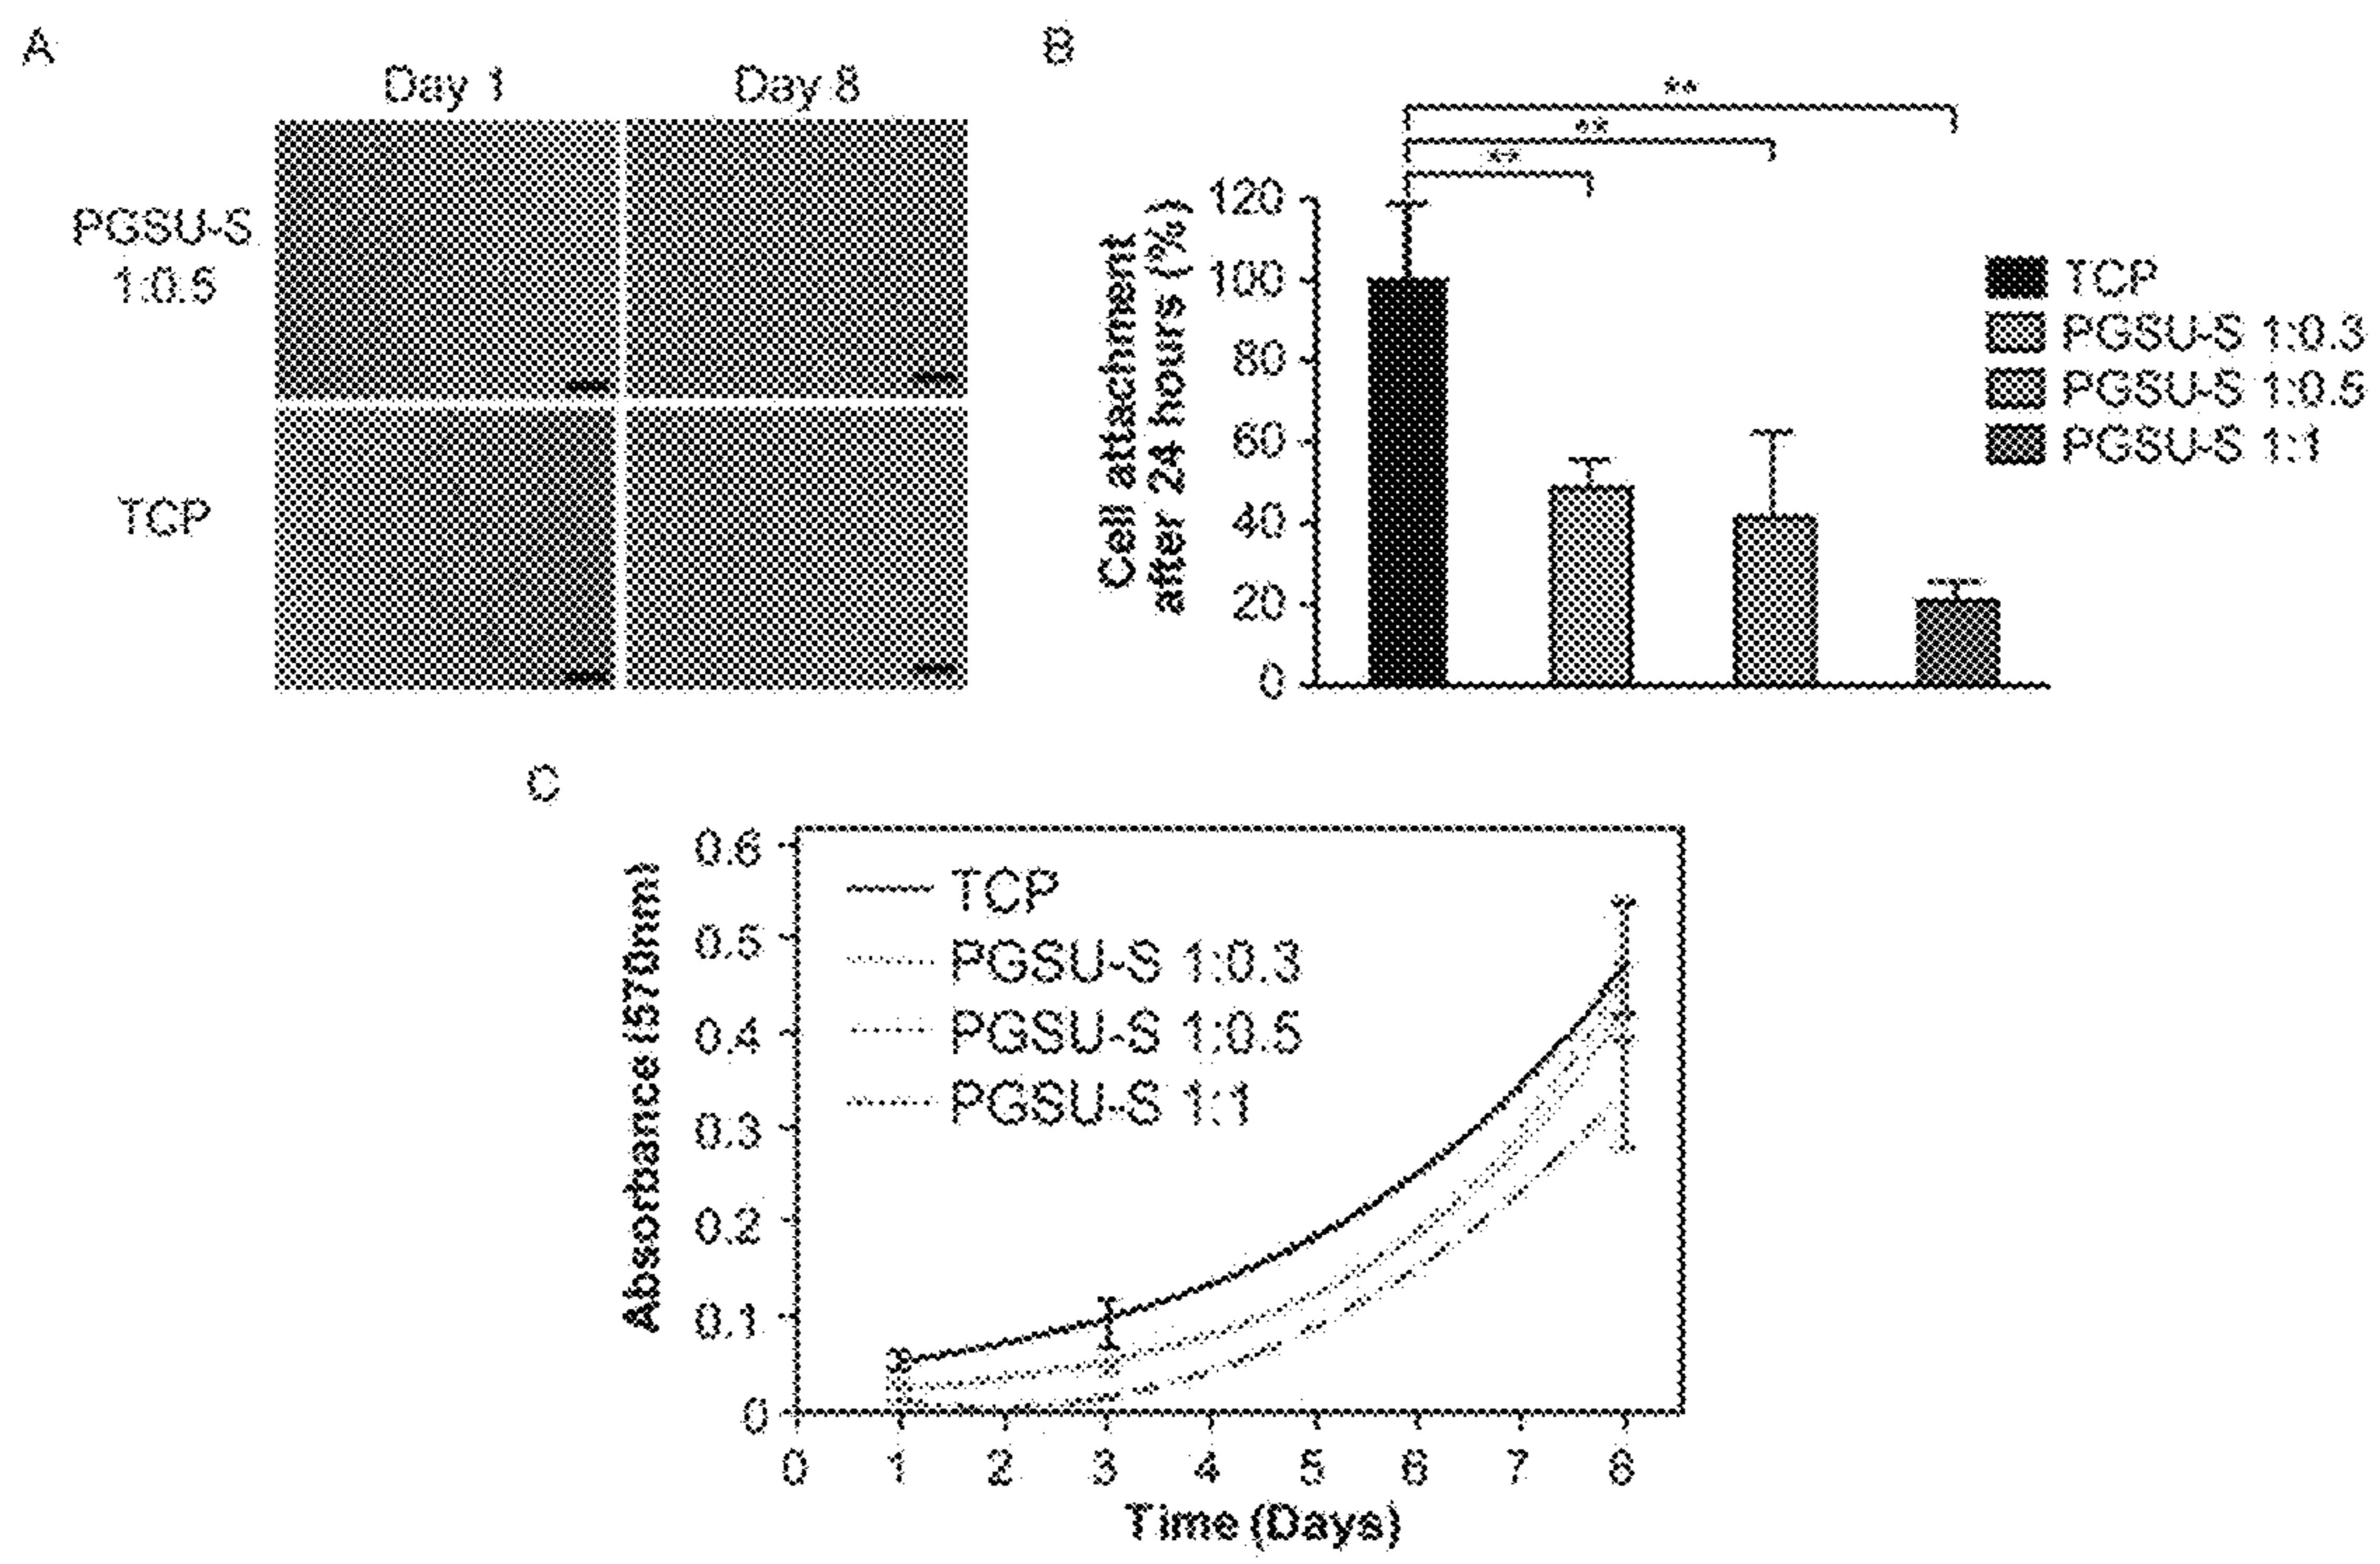 A
Day 1
Day 8
PGSU-S
1:0.5
TCP
B
**
**
**
Cell attachment
after 24 hours (%)
120
100
80
60
40
20
0
TCP
PGSU-S 1:0.3
PGSU-S 1:0.5
PGSU-S 1:1
C
Absorbance (570nm)
0.6
0.5
0.4
0.3
0.2
0.1
0
TCP
PGSU-S 1:0.3
PGSU-S 1:0.5
PGSU-S 1:1
0 1 2 3 4 5 6 7 8
Time (Days)